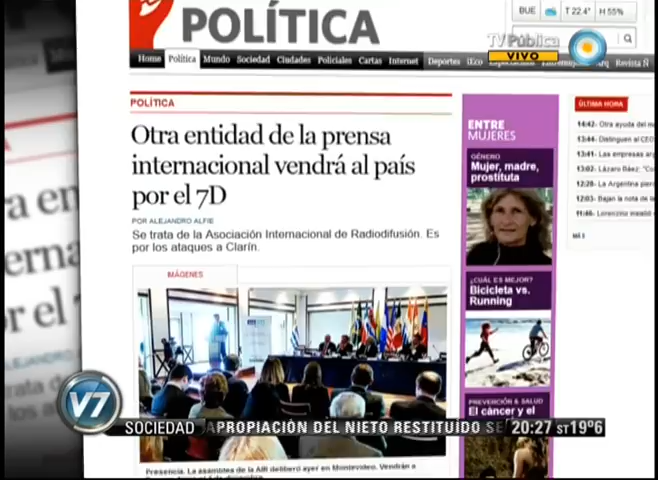 POLÍTICA
BUE T 22.4° H 55%
TV Pública
VIVO
Home Política Mundo Sociedad Ciudades Policiales Cartas Internet Deportes iEco
Revista Ñ
POLÍTICA
Otra entidad de la prensa
internacional vendrá al país
por el 7D
POR ALEJANDRO ALFIE
Se trata de la Asociación Internacional de Radiodifusión. Es
por los ataques a Clarín.
IMÁGENES
Presencia. La asamblea de la AIR deliberó ayer en Montevideo. Vendrán a
ENTRE
MUJERES
GÉNERO
Mujer, madre,
prostituta
¿CUÁL ES MEJOR?
Bicicleta vs.
Running
PREVENCIÓN & SALUD
El cáncer y el
ÚLTIMA HORA
14:42- Otra ayuda del
13:44- Distinguen al CEO
13:41- Las empresas
13:02- Lázaro Báez: "Co
12:28- La Argentina
12:03- Bajan la nota de
11:46- Lorenzino
V7
SOCIEDAD APROPIACIÓN DEL NIETO RESTITUÍDO SE
20:27 ST19°6